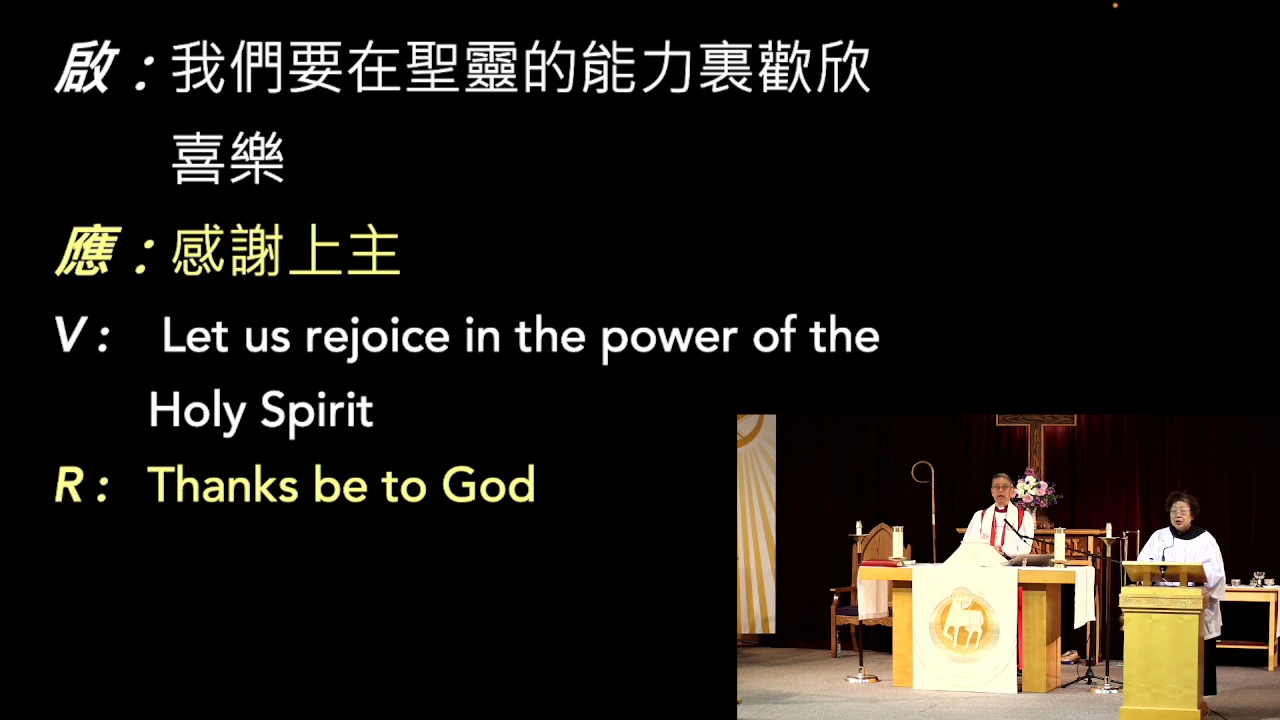 啟：我們要在聖靈的能力裏歡欣
喜樂
應：感謝上主
V : Let us rejoice in the power of the
Holy Spirit
R : Thanks be to God